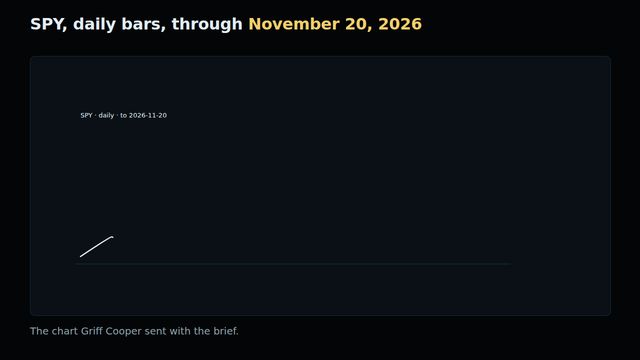 SPY, daily bars, through November 20, 2026
SPY · daily · to 2026-11-20
The chart Griff Cooper sent with the brief.